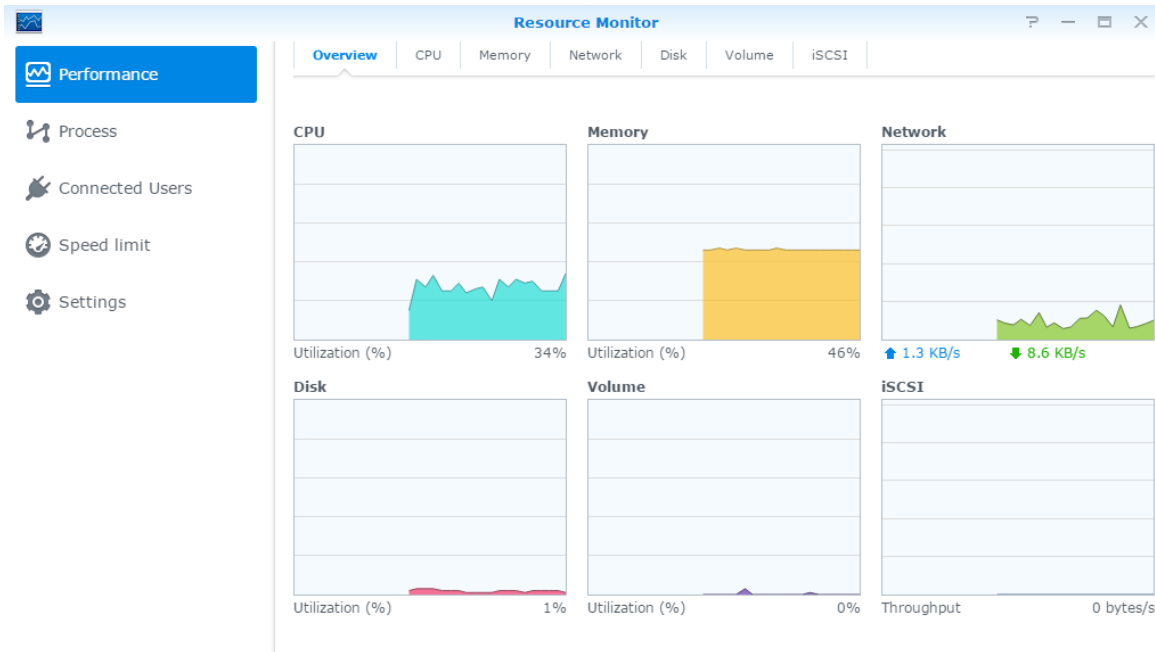 Resource Monitor
Performance
Process
Connected Users
Speed limit
Settings
Overview CPU Memory Network Disk Volume iSCSI
CPU Memory Network
Utilization (%) 34% Utilization (%) 46% 1.3 KB/s 8.6 KB/s
Disk Volume iSCSI
Utilization (%) 1% Utilization (%) 0% Throughput 0 bytes/s